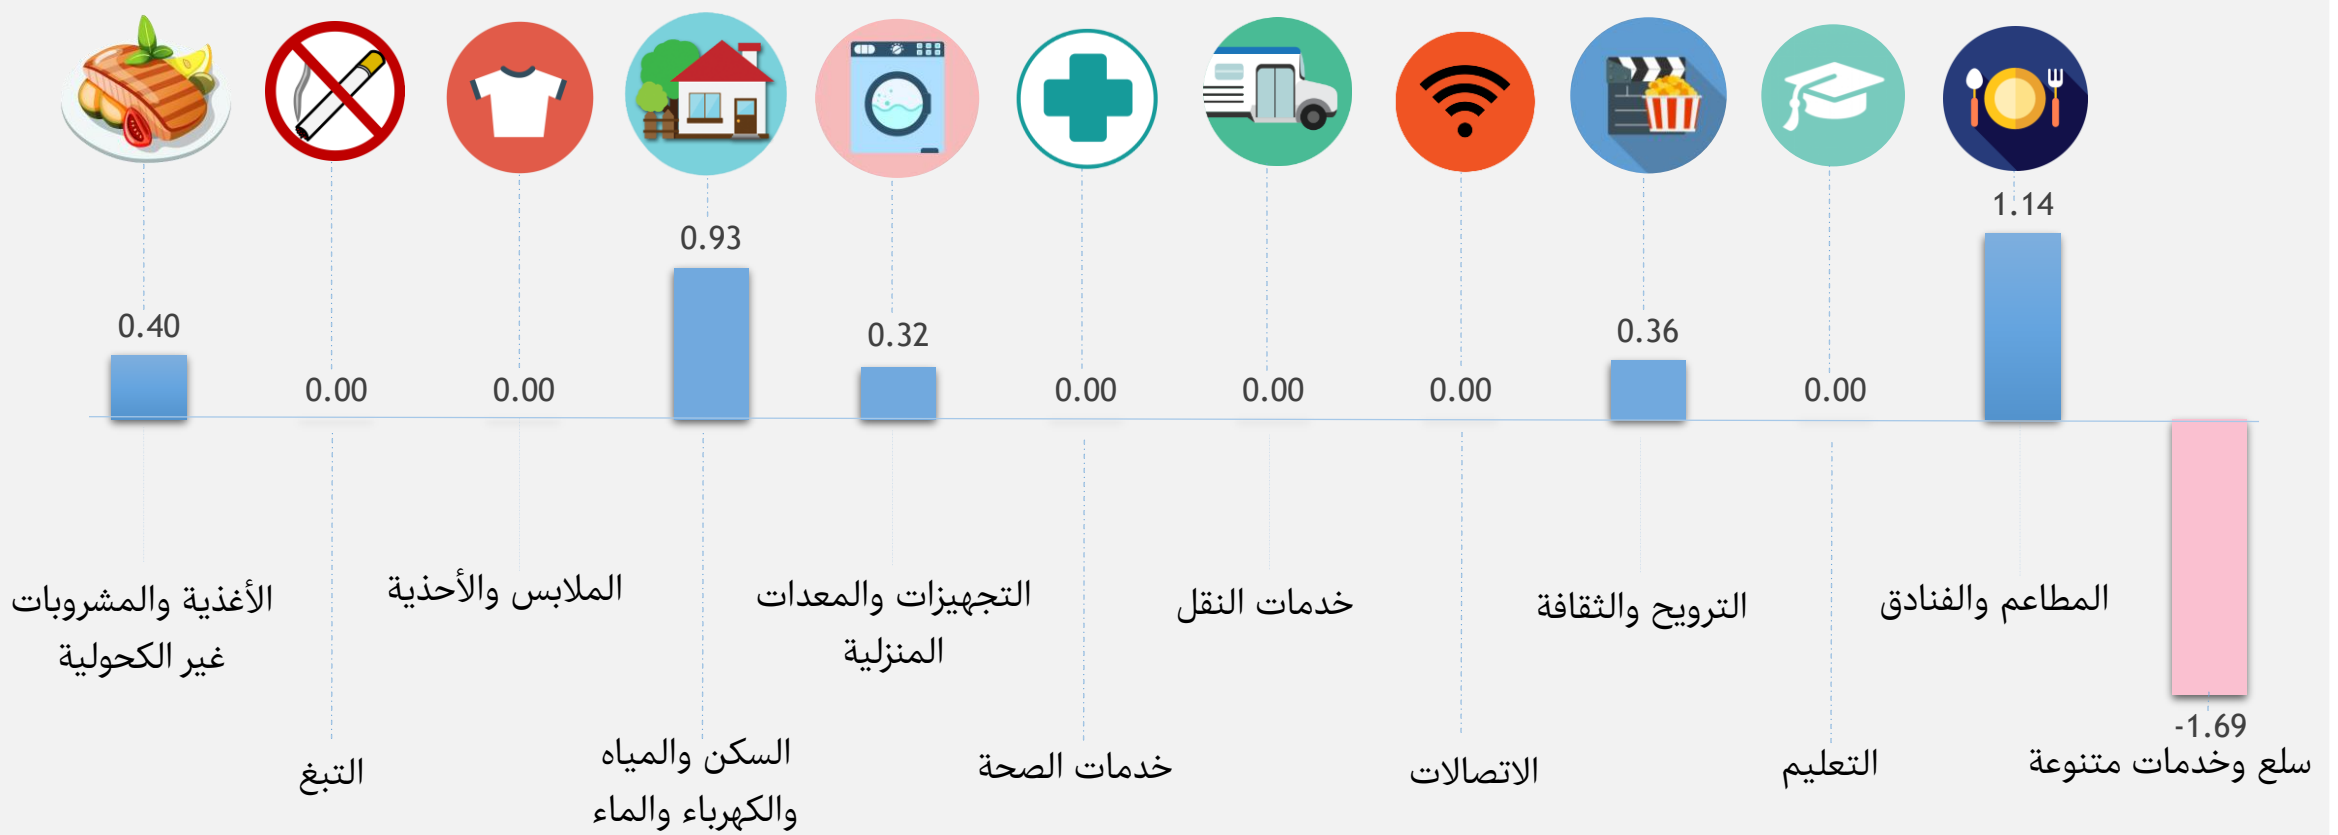 1.14
0.93
0.40
0.32
0.36
0.00
0.00
0.00
0.00
0.00
0.00
-1.69
الأغذية والمشروبات
غير الكحولية
التبغ
الملابس والأحذية
السكن والمياه
والكهرباء والماء
التجهيزات والمعدات
المنزلية
خدمات الصحة
خدمات النقل
الاتصالات
الترويح والثقافة
التعليم
المطاعم والفنادق
سلع وخدمات متنوعة